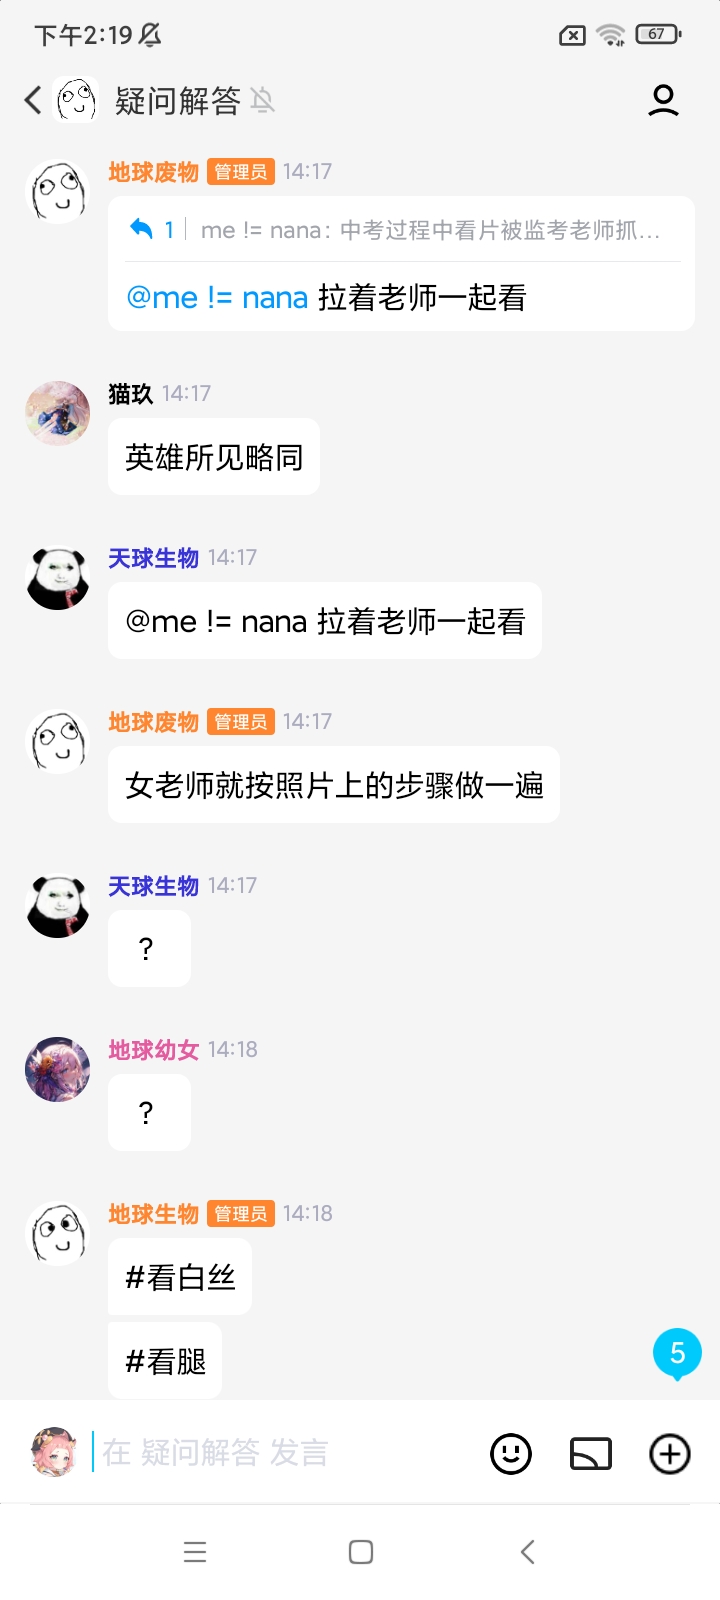 下午2:19
67
疑问解答
地球废物 管理员 14:17
1 me != nana: 中考过程中看片被监考老师抓...
@me != nana 拉着老师一起看
猫玖 14:17
英雄所见略同
天球生物 14:17
@me != nana 拉着老师一起看
地球废物 管理员 14:17
女老师就按照片上的步骤做一遍
天球生物 14:17
?
地球幼女 14:18
?
地球生物 管理员 14:18
#看白丝
#看腿
5
在 疑问解答 发言